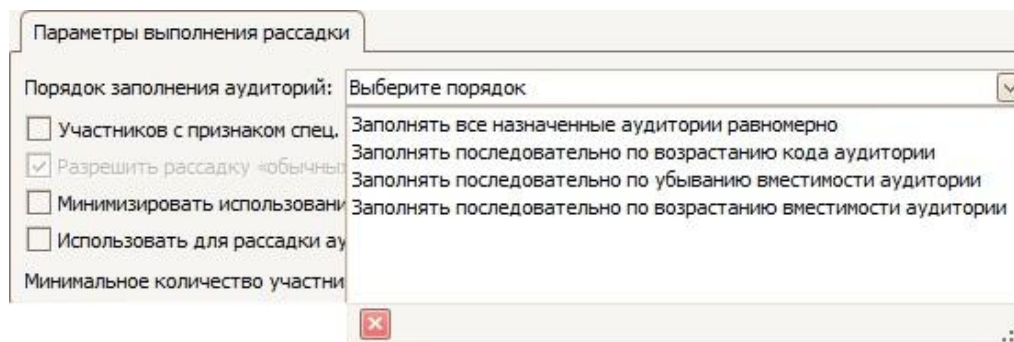 Параметры выполнения рассадки
Порядок заполнения аудиторий: Выберите порядок
Участников с признаком спец.
Заполнять все назначенные аудитории равномерно
Разрешить рассадку «обычных
Заполнять последовательно по возрастанию кода аудитории
Заполнять последовательно по убыванию вместимости аудитории
Минимизировать использовани
Заполнять последовательно по возрастанию вместимости аудитории
Использовать для рассадки ау
Минимальное количество участни